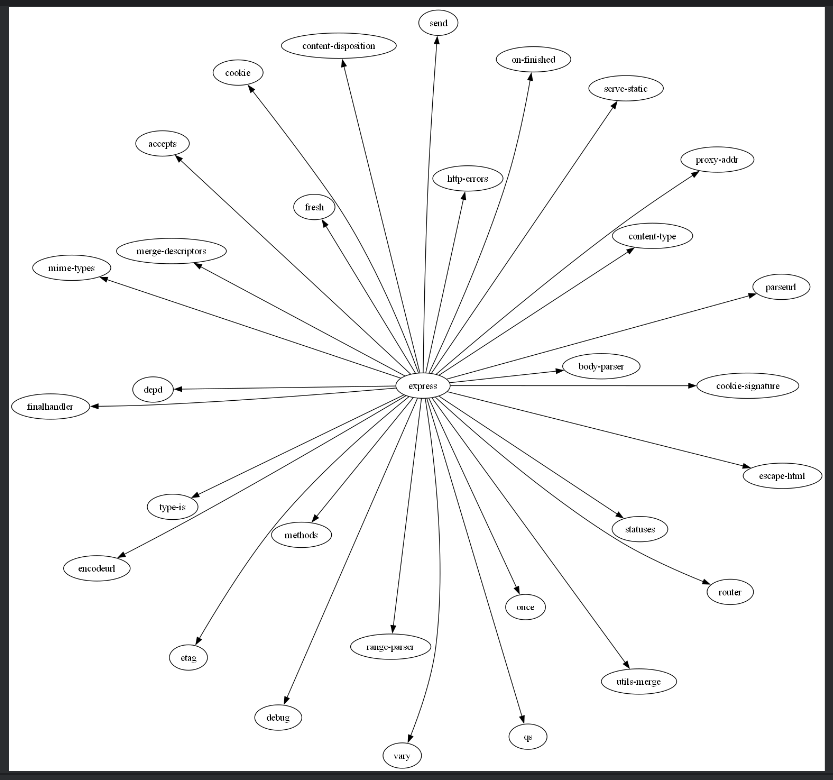 send
content-disposition
on-finished
cookie
serve-static
accepts
proxy-addr
http-errors
fresh
content-type
merge-descriptors
mime-types
parseurl
body-parser
express
cookie-signature
depd
finalhandler
escape-html
type-is
statuses
methods
encodeurl
router
once
range-parser
etag
utils-merge
debug
qs
vary